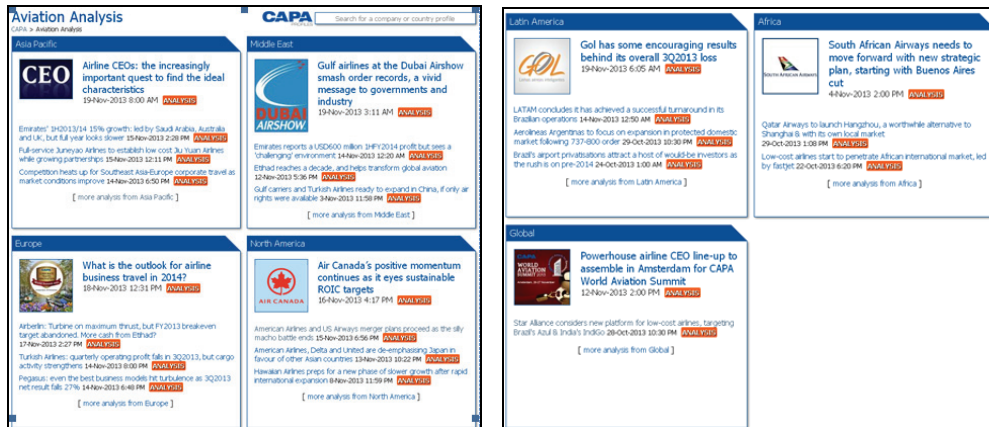 Aviation Analysis
CAPA
PROFILES
Search for a company or country profile
CAPA > Aviation Analysis
Asia Pacific
CEO
Airline CEOs: the increasingly
important quest to find the ideal
characteristics
19-Nov-2013 8:00 AM ANALYSIS
Emirates' 1H2013/14 15% growth: led by Saudi Arabia, Australia
and UK, but full year looks slower 15-Nov-2013 2:28 PM ANALYSIS
Full-service Juneyao Airlines to establish low cost Jiu Yuan Airlines
while growing partnerships 15-Nov-2013 12:11 PM ANALYSIS
Competition heats up for Southeast Asia-Europe corporate travel as
market conditions improve 14-Nov-2013 6:50 PM ANALYSIS
[ more analysis from Asia Pacific ]
Middle East
DUBAI
AIRSHOW
Gulf airlines at the Dubai Airshow
smash order records, a vivid
message to governments and
industry
19-Nov-2013 3:11 AM ANALYSIS
Emirates reports a USD600 million 1HFY2014 profit but sees a
'challenging' environment 14-Nov-2013 12:20 AM ANALYSIS
Etihad reaches a decade, and helps transform global aviation
12-Nov-2013 5:36 PM ANALYSIS
Gulf carriers and Turkish Airlines ready to expand in China, if only air
rights were available 3-Nov-2013 11:58 PM ANALYSIS
[ more analysis from Middle East ]
Europe
What is the outlook for airline
business travel in 2014?
18-Nov-2013 12:31 PM ANALYSIS
Airberlin: Turbine on maximum thrust, but FY2013 breakeven
target abandoned. More cash from Etihad?
17-Nov-2013 2:27 PM ANALYSIS
Turkish Airlines: quarterly operating profit falls in 3Q2013, but cargo
activity strengthens 14-Nov-2013 8:00 PM ANALYSIS
Pegasus: even the best business models hit turbulence as 3Q2013
net result falls 27% 14-Nov-2013 6:48 PM ANALYSIS
[ more analysis from Europe ]
North America
AIR CANADA
Air Canada's positive momentum
continues as it eyes sustainable
ROIC targets
16-Nov-2013 4:17 PM ANALYSIS
American Airlines and US Airways merger plans proceed as the silly
macho battle ends 15-Nov-2013 6:56 PM ANALYSIS
American Airlines, Delta and United are de-emphasising Japan in
favour of other Asian countries 13-Nov-2013 10:22 PM ANALYSIS
Hawaiian Airlines preps for a new phase of slower growth after rapid
international expansion 8-Nov-2013 11:59 PM ANALYSIS
[ more analysis from North America ]
Latin America
GOL
Gol has some encouraging results
behind its overall 3Q2013 loss
19-Nov-2013 6:05 AM ANALYSIS
LATAM concludes it has achieved a successful turnaround in its
Brazilian operations 14-Nov-2013 12:50 AM ANALYSIS
Aerolineas Argentinas to focus on expansion in protected domestic
market following 737-800 order 29-Oct-2013 10:30 PM ANALYSIS
Brazil's airport privatisations attract a host of would-be investors as
the rush is on pre-2014 24-Oct-2013 1:00 AM ANALYSIS
[ more analysis from Latin America ]
Africa
SOUTH AFRICAN AIRWAYS
South African Airways needs to
move forward with new strategic
plan, starting with Buenos Aires
cut
4-Nov-2013 2:00 PM ANALYSIS
Qatar Airways to launch Hangzhou, a worthwhile alternative to
Shanghai & with its own local market
29-Oct-2013 1:08 PM ANALYSIS
Low-cost airlines start to penetrate African international market, led
by fastjet 22-Oct-2013 6:20 PM ANALYSIS
[ more analysis from Africa ]
Global
CAPA
WORLD
AVIATION
SUMMIT
Powerhouse airline CEO line-up to
assemble in Amsterdam for CAPA
World Aviation Summit
12-Nov-2013 2:00 PM ANALYSIS
Star Alliance considers new platform for low-cost airlines, targeting
Brazil's Azul & India's IndiGo 28-Oct-2013 10:30 PM ANALYSIS
[ more analysis from Global ]